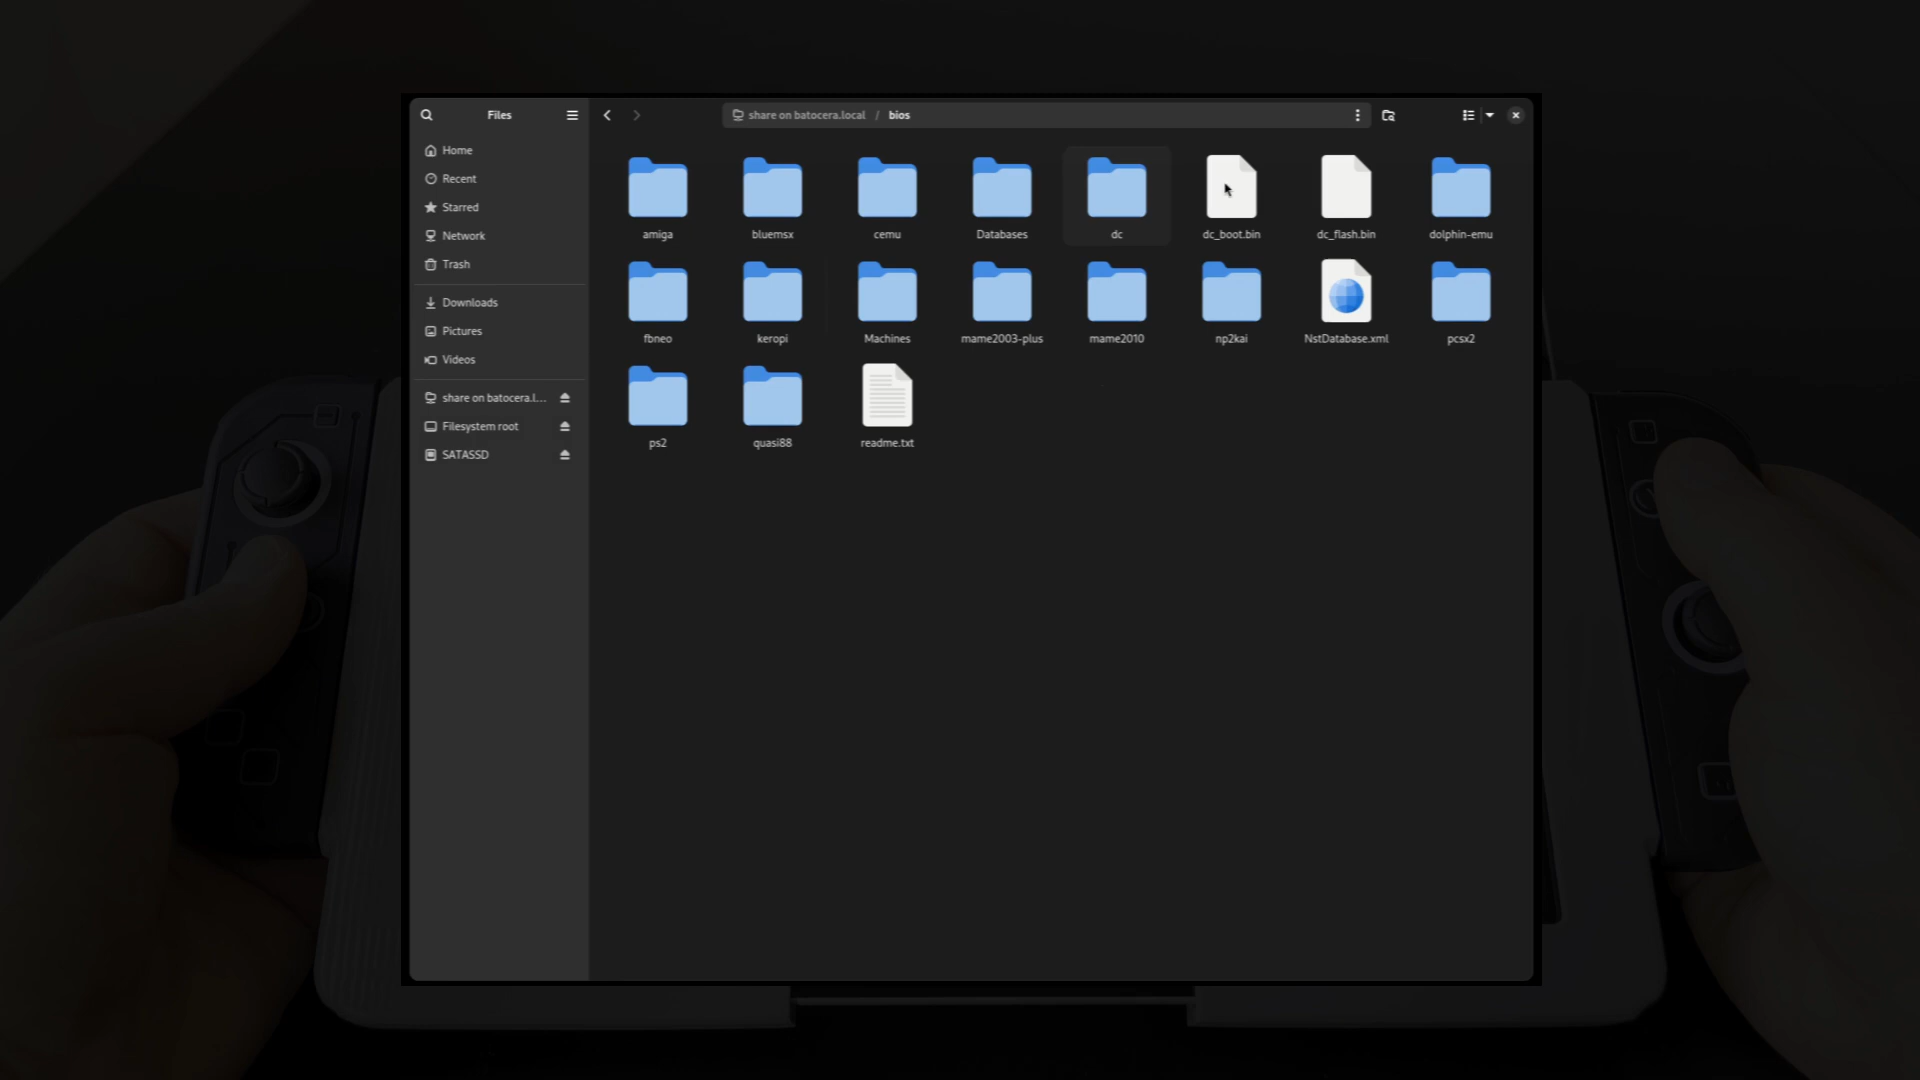 Files
share on batocera.local / bios
Home
Recent
Starred
Network
Trash
Downloads
Pictures
Videos
share on batocera.l...
Filesystem root
SATASSD
amiga bluemsx cemu Databases dc dc_boot.bin dc_flash.bin dolphin-emu
fbneo keropi Machines mame2003-plus mame2010 np2kai NstDatabase.xml pcsx2
ps2 quasi88 readme.txt